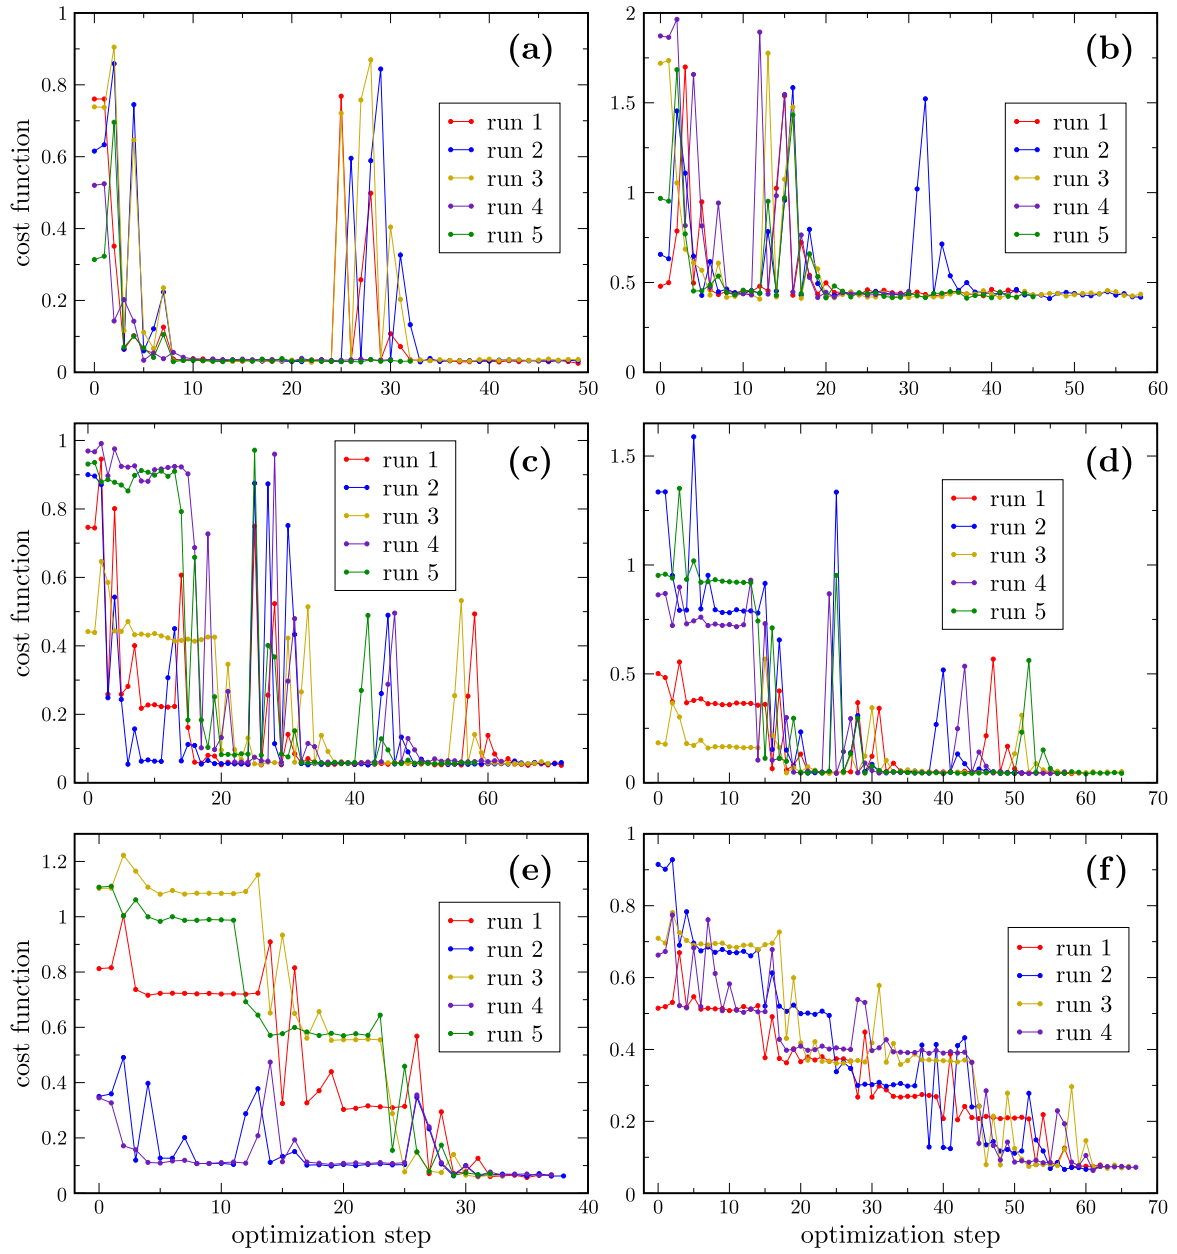 cost function
1
0.8
0.6
0.4
0.2
0
0 10 20 30 40 50
(a)
run 1
run 2
run 3
run 4
run 5
2
1.5
1
0.5
0
0 10 20 30 40 50 60
(b)
run 1
run 2
run 3
run 4
run 5
cost function
1
0.8
0.6
0.4
0.2
0
0 20 40 60
(c)
run 1
run 2
run 3
run 4
run 5
1.5
1
0.5
0
0 10 20 30 40 50 60 70
(d)
run 1
run 2
run 3
run 4
run 5
cost function
1.2
1
0.8
0.6
0.4
0.2
0
0 10 20 30 40
optimization step
(e)
run 1
run 2
run 3
run 4
run 5
1
0.8
0.6
0.4
0.2
0
0 10 20 30 40 50 60 70
optimization step
(f)
run 1
run 2
run 3
run 4